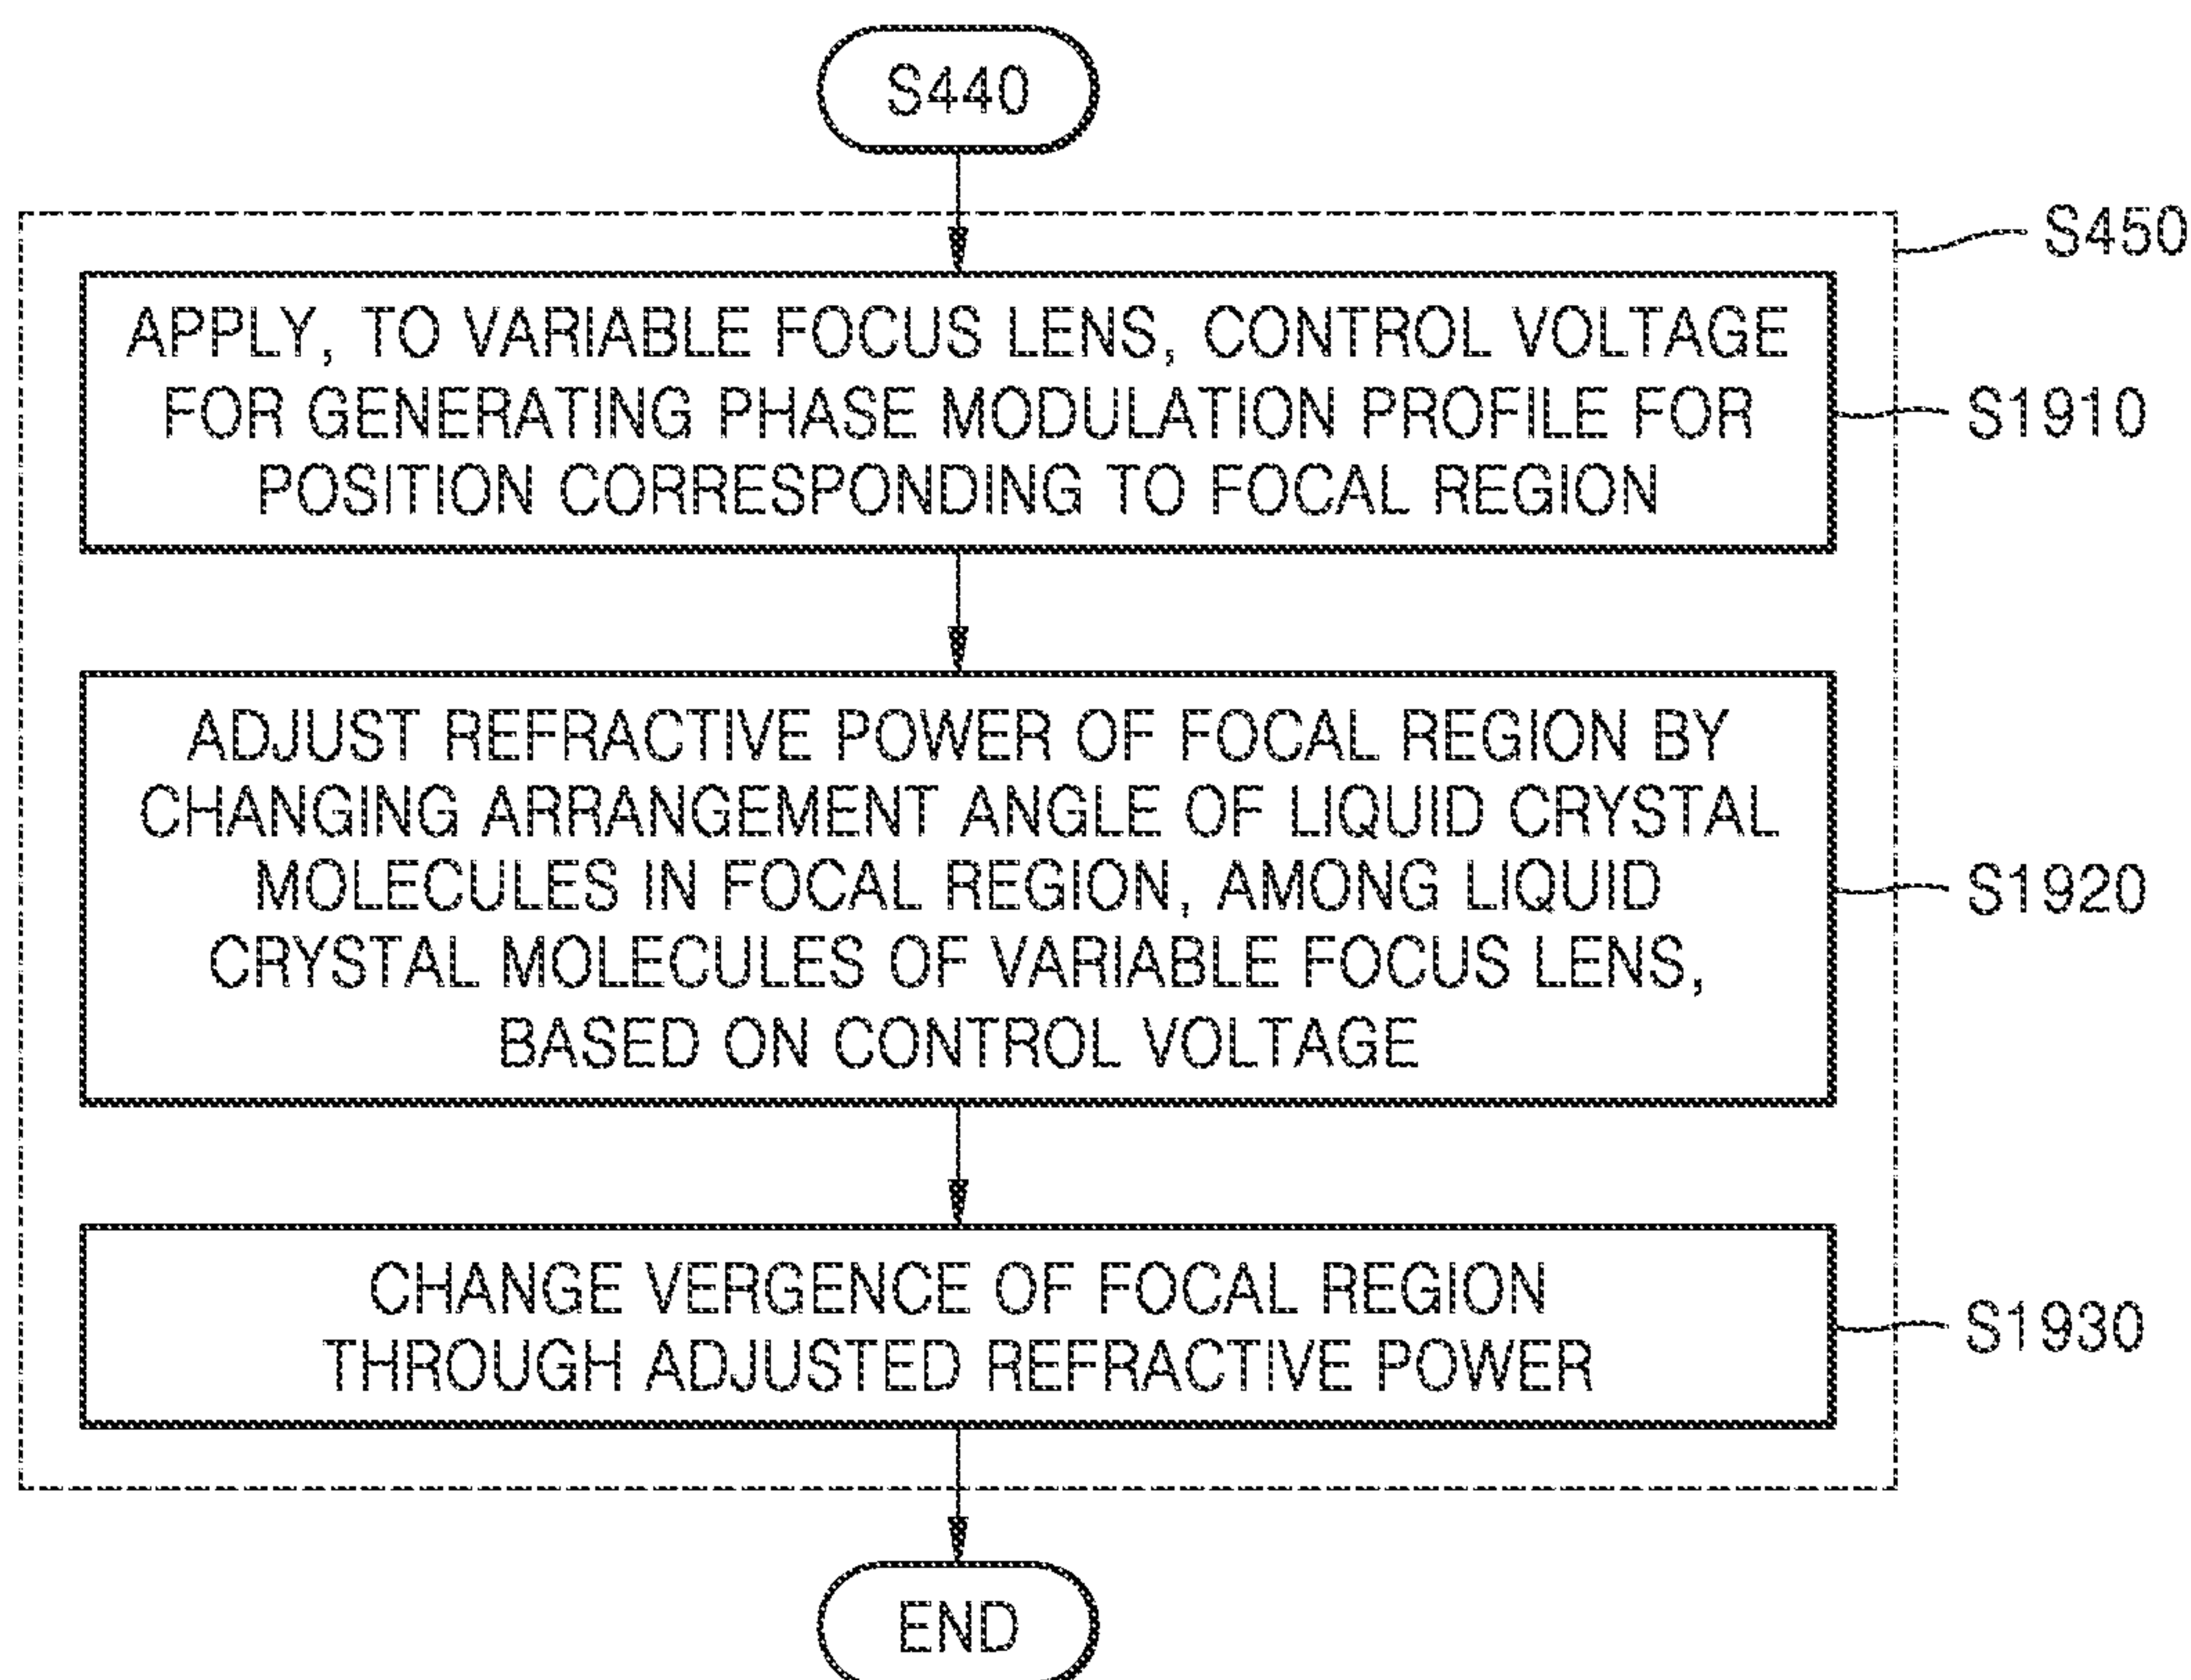 S440
S450
APPLY, TO VARIABLE FOCUS LENS, CONTROL VOLTAGE
FOR GENERATING PHASE MODULATION PROFILE FOR
POSITION CORRESPONDING TO FOCAL REGION
S1910
ADJUST REFRACTIVE POWER OF FOCAL REGION BY
CHANGING ARRANGEMENT ANGLE OF LIQUID CRYSTAL
MOLECULES IN FOCAL REGION, AMONG LIQUID
CRYSTAL MOLECULES OF VARIABLE FOCUS LENS,
BASED ON CONTROL VOLTAGE
S1920
CHANGE VERGENCE OF FOCAL REGION
THROUGH ADJUSTED REFRACTIVE POWER
S1930
END